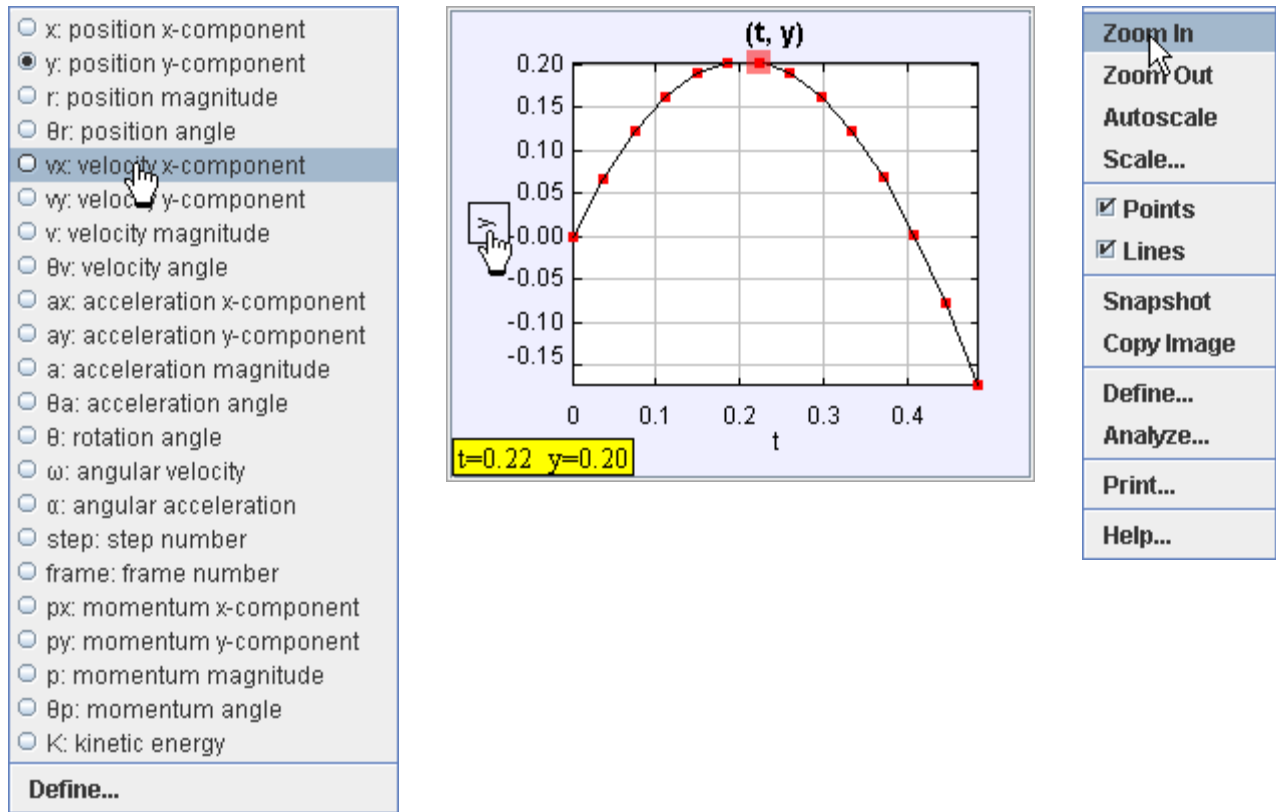 x: position x-component
y: position y-component
r: position magnitude
θr: position angle
vx: velocity x-component
vy: velocity y-component
v: velocity magnitude
θv: velocity angle
ax: acceleration x-component
ay: acceleration y-component
a: acceleration magnitude
θa: acceleration angle
θ: rotation angle
ω: angular velocity
α: angular acceleration
step: step number
frame: frame number
px: momentum x-component
py: momentum y-component
p: momentum magnitude
θp: momentum angle
K: kinetic energy
Define...
(t, y)
0.20
0.15
0.10
0.05
0.00
-0.05
-0.10
-0.15
y
0 0.1 0.2 0.3 0.4
t
t=0.22 y=0.20
Zoom In
Zoom Out
Autoscale
Scale...
Points
Lines
Snapshot
Copy Image
Define...
Analyze...
Print...
Help...